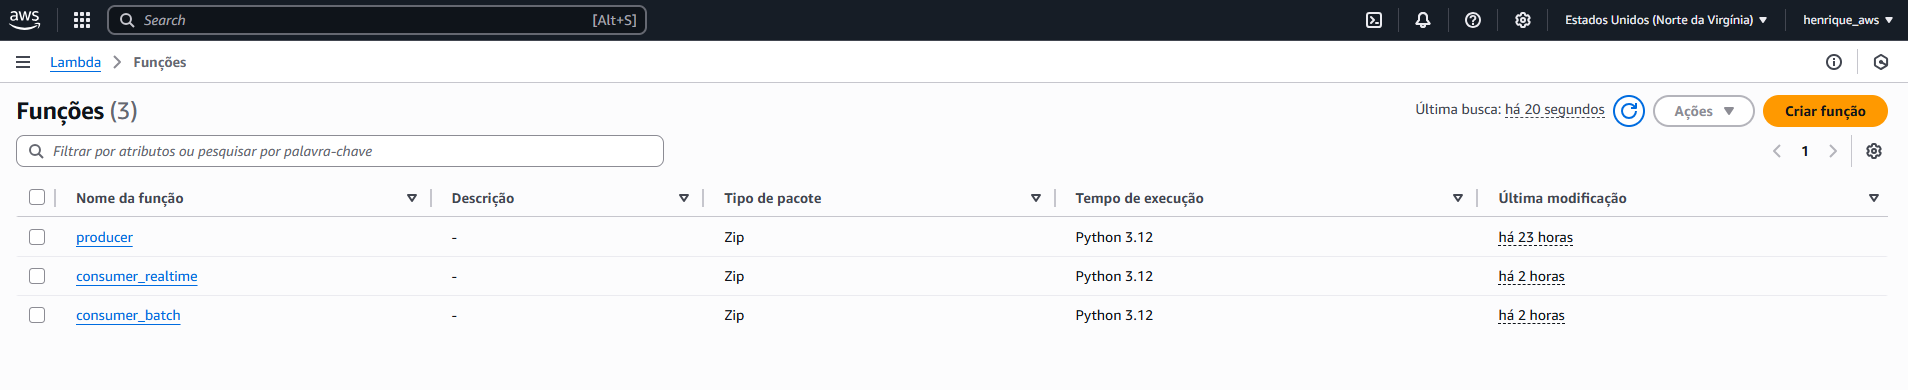 aws Search [Alt+S] Estados Unidos (Norte da Virgínia) henrique_aws
Lambda Funções
Funções (3) Última busca: há 20 segundos Ações Criar função
Filtrar por atributos ou pesquisar por palavra-chave 1
Nome da função Descrição Tipo de pacote Tempo de execução Última modificação
producer - Zip Python 3.12 há 23 horas
consumer_realtime - Zip Python 3.12 há 2 horas
consumer_batch - Zip Python 3.12 há 2 horas